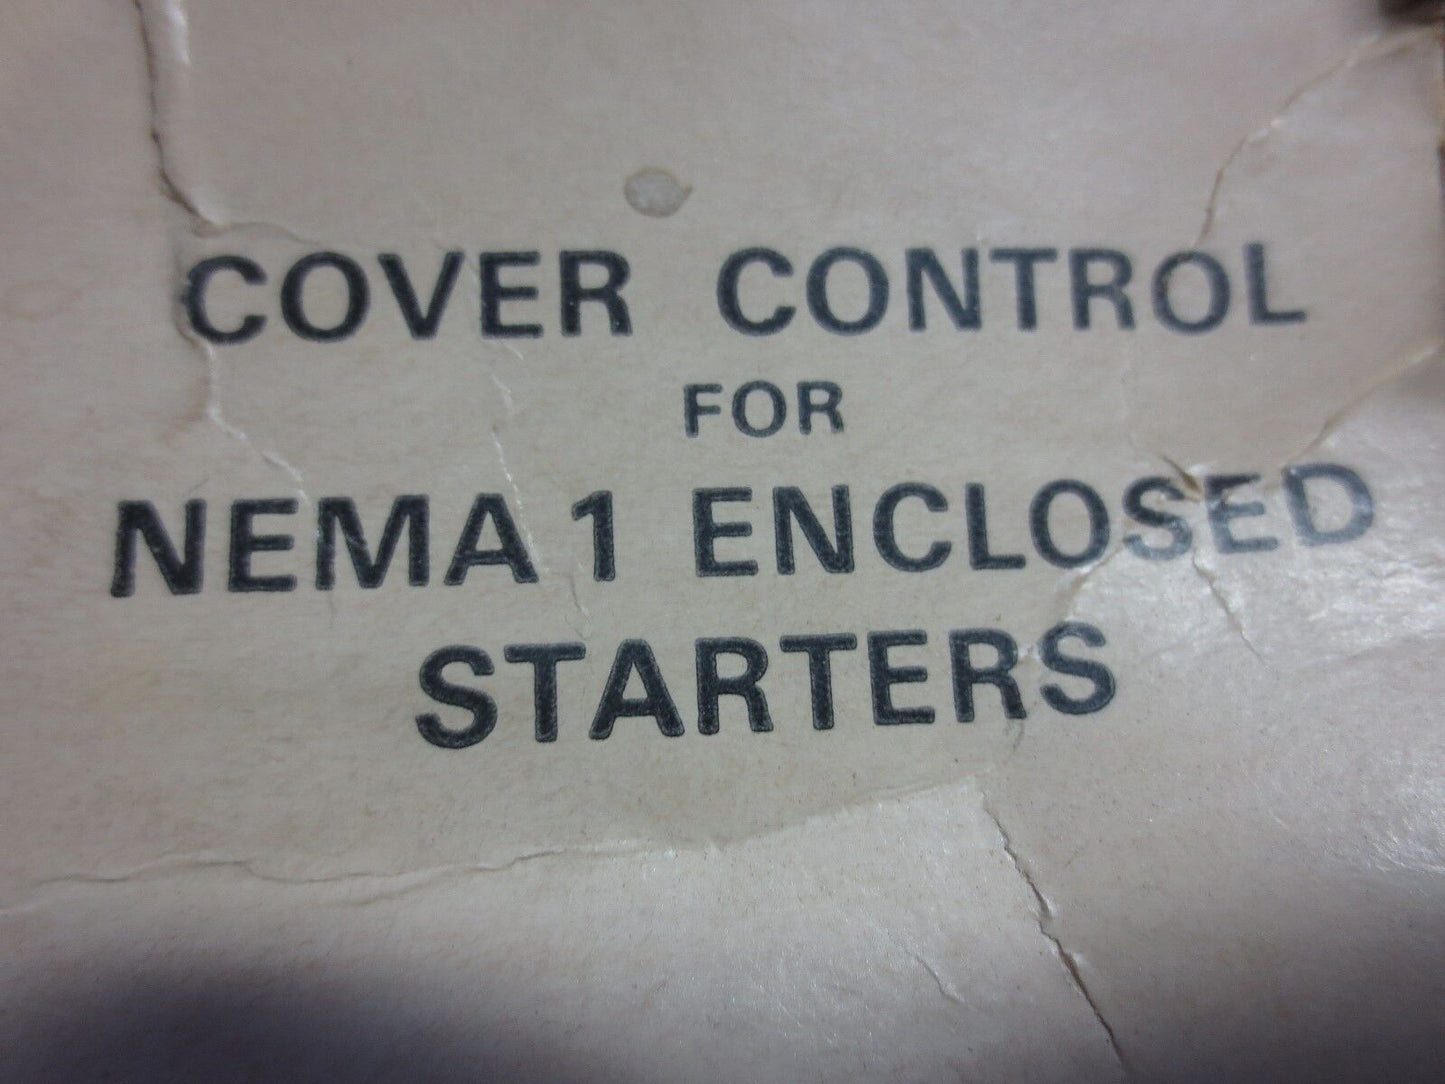 COVER CONTROL
FOR
NEMA 1 ENCLOSED
STARTERS